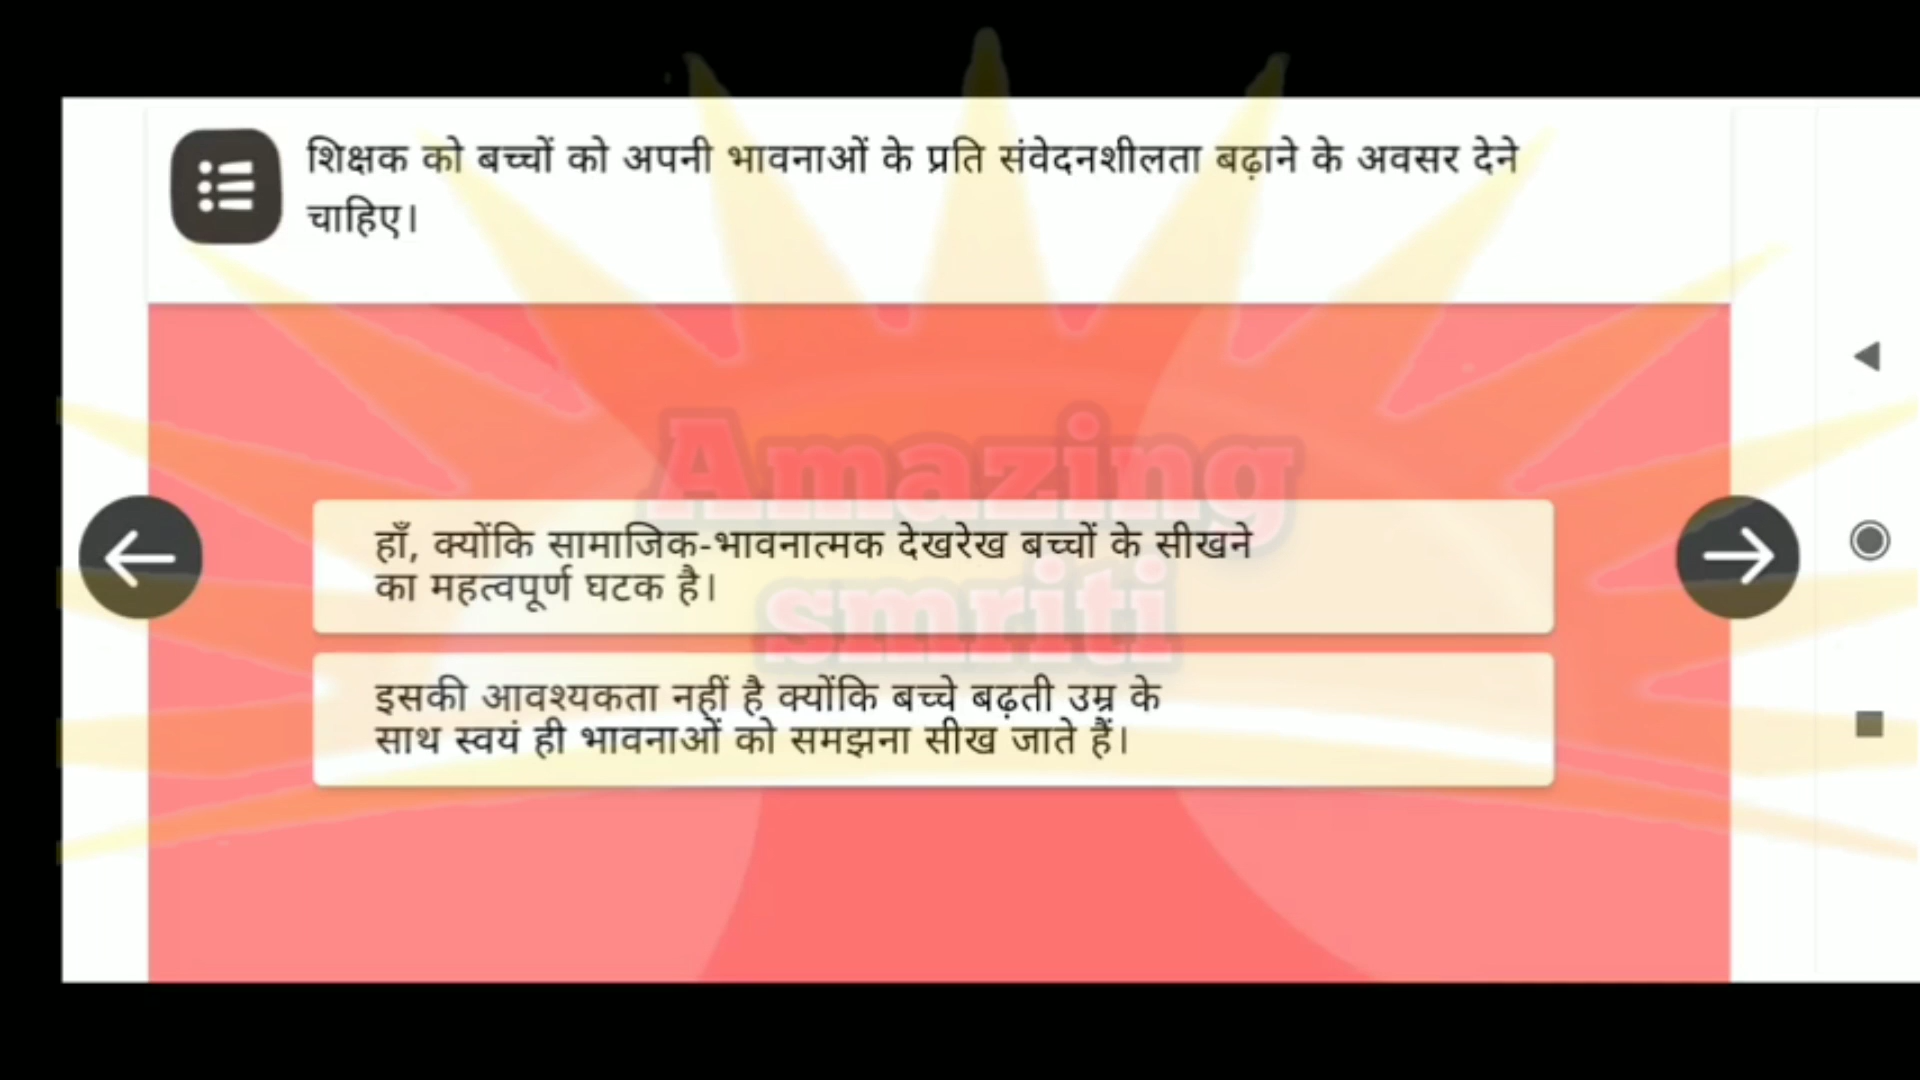 शिक्षक को बच्चों को अपनी भावनाओं के प्रति संवेदनशीलता बढ़ाने के अवसर देने
चाहिए।
Amazing
smriti
हाँ, क्योंकि सामाजिक-भावनात्मक देखरेख बच्चों के सीखने
का महत्वपूर्ण घटक है।
इसकी आवश्यकता नहीं है क्योंकि बच्चे बढ़ती उम्र के
साथ स्वयं ही भावनाओं को समझना सीख जाते हैं।